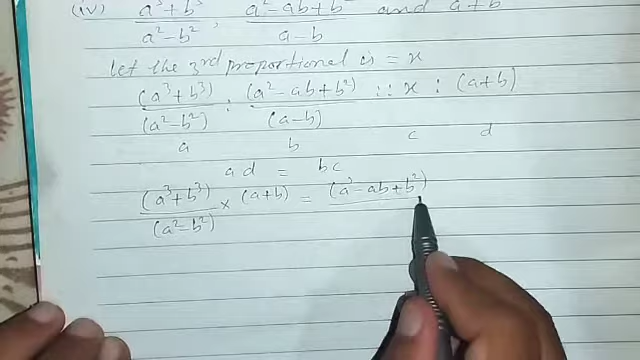 (iv) a³+b³ / a²-b² , a²-ab+b² / a-b and a+b
Let the 3rd proportional is = x
(a³+b³) / (a²-b²) : (a²-ab+b²) / (a-b) :: x : (a+b)
a b c d
ad = bc
(a³+b³) / (a²-b²) × (a+b) = (a²-ab+b²)